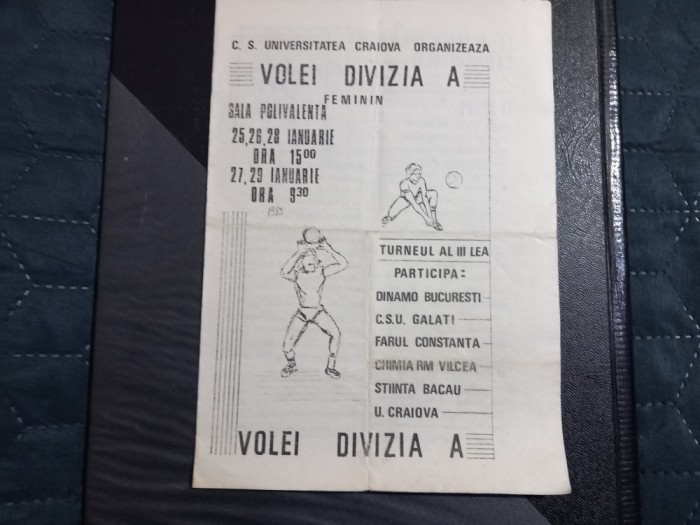 C. S. UNIVERSITATEA CRAIOVA ORGANIZEAZA
VOLEI DIVIZIA A
FEMININ
SALA POLIVALENTA
25,26,28 IANUARIE
ORA 15⁰⁰
27,29 IANUARIE
ORA 9³⁰
TURNEUL AL III LEA
PARTICIPA:
DINAMO BUCURESTI
C.S.U. GALATI
FARUL CONSTANTA
CHIMIA RM VILCEA
STIINTA BACAU
U. CRAIOVA
VOLEI DIVIZIA A